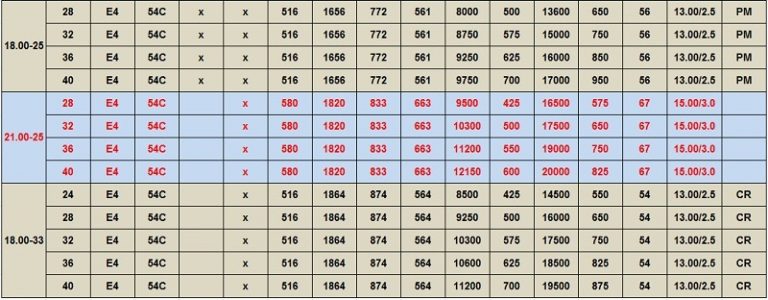 18.00-25 28 E4 54C x x 516 1656 772 561 8000 500 13600 650 56 13.00/2.5 PM
32 E4 54C x x 516 1656 772 561 8750 575 15000 750 56 13.00/2.5 PM
36 E4 54C x x 516 1656 772 561 9250 625 16000 850 56 13.00/2.5 PM
40 E4 54C x x 516 1656 772 561 9750 700 17000 950 56 13.00/2.5 PM
21.00-25 28 E4 54C x 580 1820 833 663 9500 425 16500 575 67 15.00/3.0
32 E4 54C x 580 1820 833 663 10300 500 17500 650 67 15.00/3.0
36 E4 54C x 580 1820 833 663 11200 550 19000 750 67 15.00/3.0
40 E4 54C x 580 1820 833 663 12150 600 20000 825 67 15.00/3.0
18.00-33 24 E4 54C x 516 1864 874 564 8500 425 14500 550 54 13.00/2.5 CR
28 E4 54C x 516 1864 874 564 9250 500 16000 650 54 13.00/2.5 CR
32 E4 54C x 516 1864 874 564 10300 575 17500 750 54 13.00/2.5 CR
36 E4 54C x 516 1864 874 564 10600 625 18500 825 54 13.00/2.5 CR
40 E4 54C x 516 1864 874 564 11200 700 19500 875 54 13.00/2.5 CR